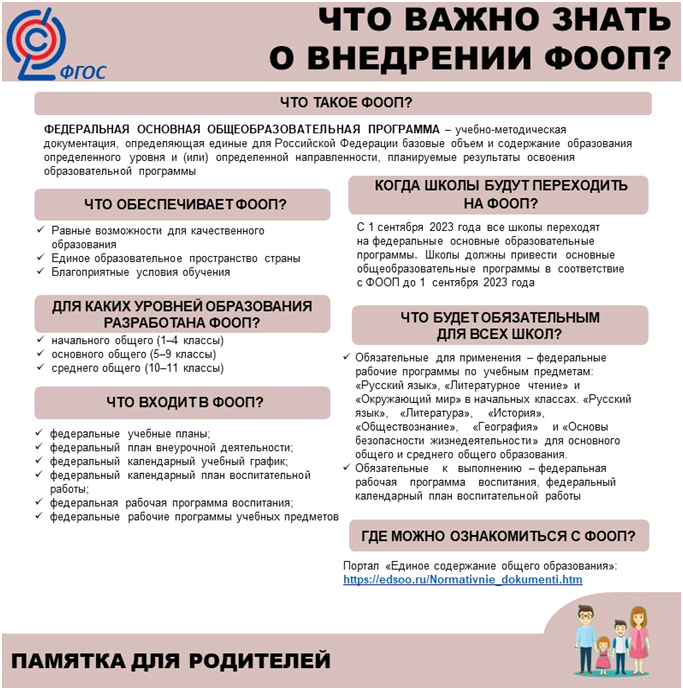 ФГОС
ЧТО ВАЖНО ЗНАТЬ
О ВНЕДРЕНИИ ФООП?
ЧТО ТАКОЕ ФООП?
ФЕДЕРАЛЬНАЯ ОСНОВНАЯ ОБЩЕОБРАЗОВАТЕЛЬНАЯ ПРОГРАММА – учебно-методическая
документация, определяющая единые для Российской Федерации базовые объем и содержание образования
определенного уровня и (или) определенной направленности, планируемые результаты освоения
образовательной программы
ЧТО ОБЕСПЕЧИВАЕТ ФООП?
✓ Равные возможности для качественного
образования
✓ Единое образовательное пространство страны
✓ Благоприятные условия обучения
ДЛЯ КАКИХ УРОВНЕЙ ОБРАЗОВАНИЯ
РАЗРАБОТАНА ФООП?
✓ начального общего (1–4 классы)
✓ основного общего (5–9 классы)
✓ среднего общего (10–11 классы)
ЧТО ВХОДИТ В ФООП?
✓ федеральные учебные планы;
✓ федеральный план внеурочной деятельности;
✓ федеральный календарный учебный график;
✓ федеральный календарный план воспитательной
работы;
✓ федеральная рабочая программа воспитания;
✓ федеральные рабочие программы учебных предметов
КОГДА ШКОЛЫ БУДУТ ПЕРЕХОДИТЬ
НА ФООП?
С 1 сентября 2023 года все школы переходят
на федеральные основные образовательные
программы. Школы должны привести основные
общеобразовательные программы в соответствие
с ФООП до 1 сентября 2023 года
ЧТО БУДЕТ ОБЯЗАТЕЛЬНЫМ
ДЛЯ ВСЕХ ШКОЛ?
✓ Обязательные для применения – федеральные
рабочие программы по учебным предметам:
«Русский язык», «Литературное чтение» и
«Окружающий мир» в начальных классах. «Русский
язык», «Литература», «История»,
«Обществознание», «География» и «Основы
безопасности жизнедеятельности» для основного
общего и среднего общего образования.
✓ Обязательные к выполнению – федеральная
рабочая программа воспитания, федеральный
календарный план воспитательной работы
ГДЕ МОЖНО ОЗНАКОМИТЬСЯ С ФООП?
Портал «Единое содержание общего образования»:
https://edsoo.ru/Normativnie_dokumenti.htm
ПАМЯТКА ДЛЯ РОДИТЕЛЕЙ